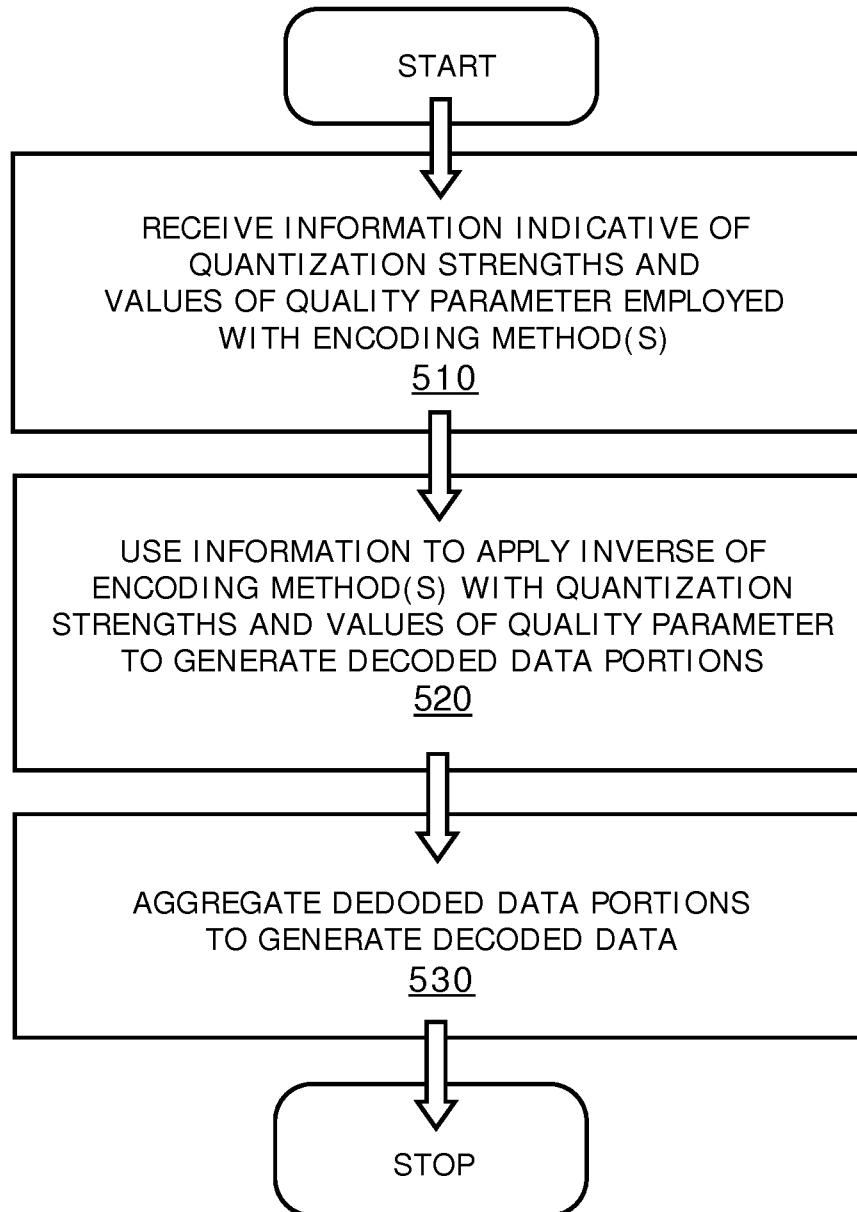 START
RECEIVE INFORMATION INDICATIVE OF
QUANTIZATION STRENGTHS AND
VALUES OF QUALITY PARAMETER EMPLOYED
WITH ENCODING METHOD(S)
510
USE INFORMATION TO APPLY INVERSE OF
ENCODING METHOD(S) WITH QUANTIZATION
STRENGTHS AND VALUES OF QUALITY PARAMETER
TO GENERATE DECODED DATA PORTIONS
520
AGGREGATE DEDODED DATA PORTIONS
TO GENERATE DECODED DATA
530
STOP